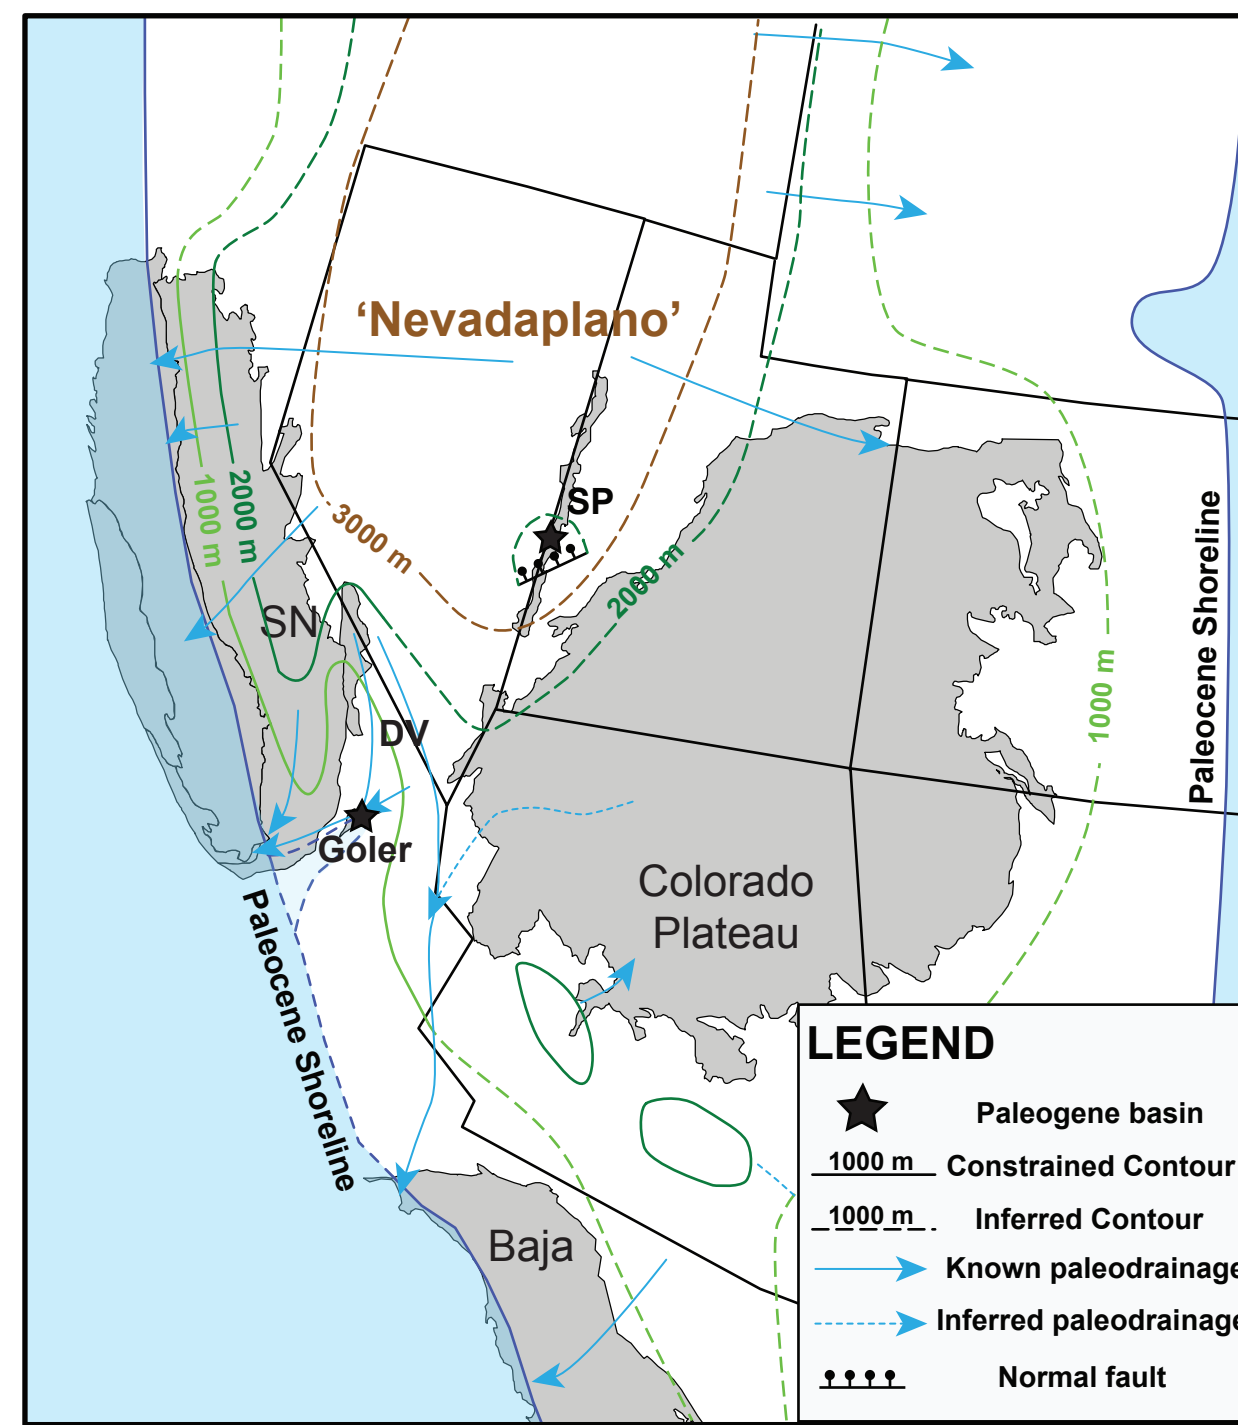 ‘Nevadaplano’
SP
1000 m
2000 m
3000 m
2000 m
SN
1000 m
Paleocene Shoreline
DV
Goler
Colorado
Plateau
Paleocene Shoreline
Baja
LEGEND
Paleogene basin
1000 m Constrained Contour
1000 m Inferred Contour
Known paleodrainage
Inferred paleodrainage
Normal fault